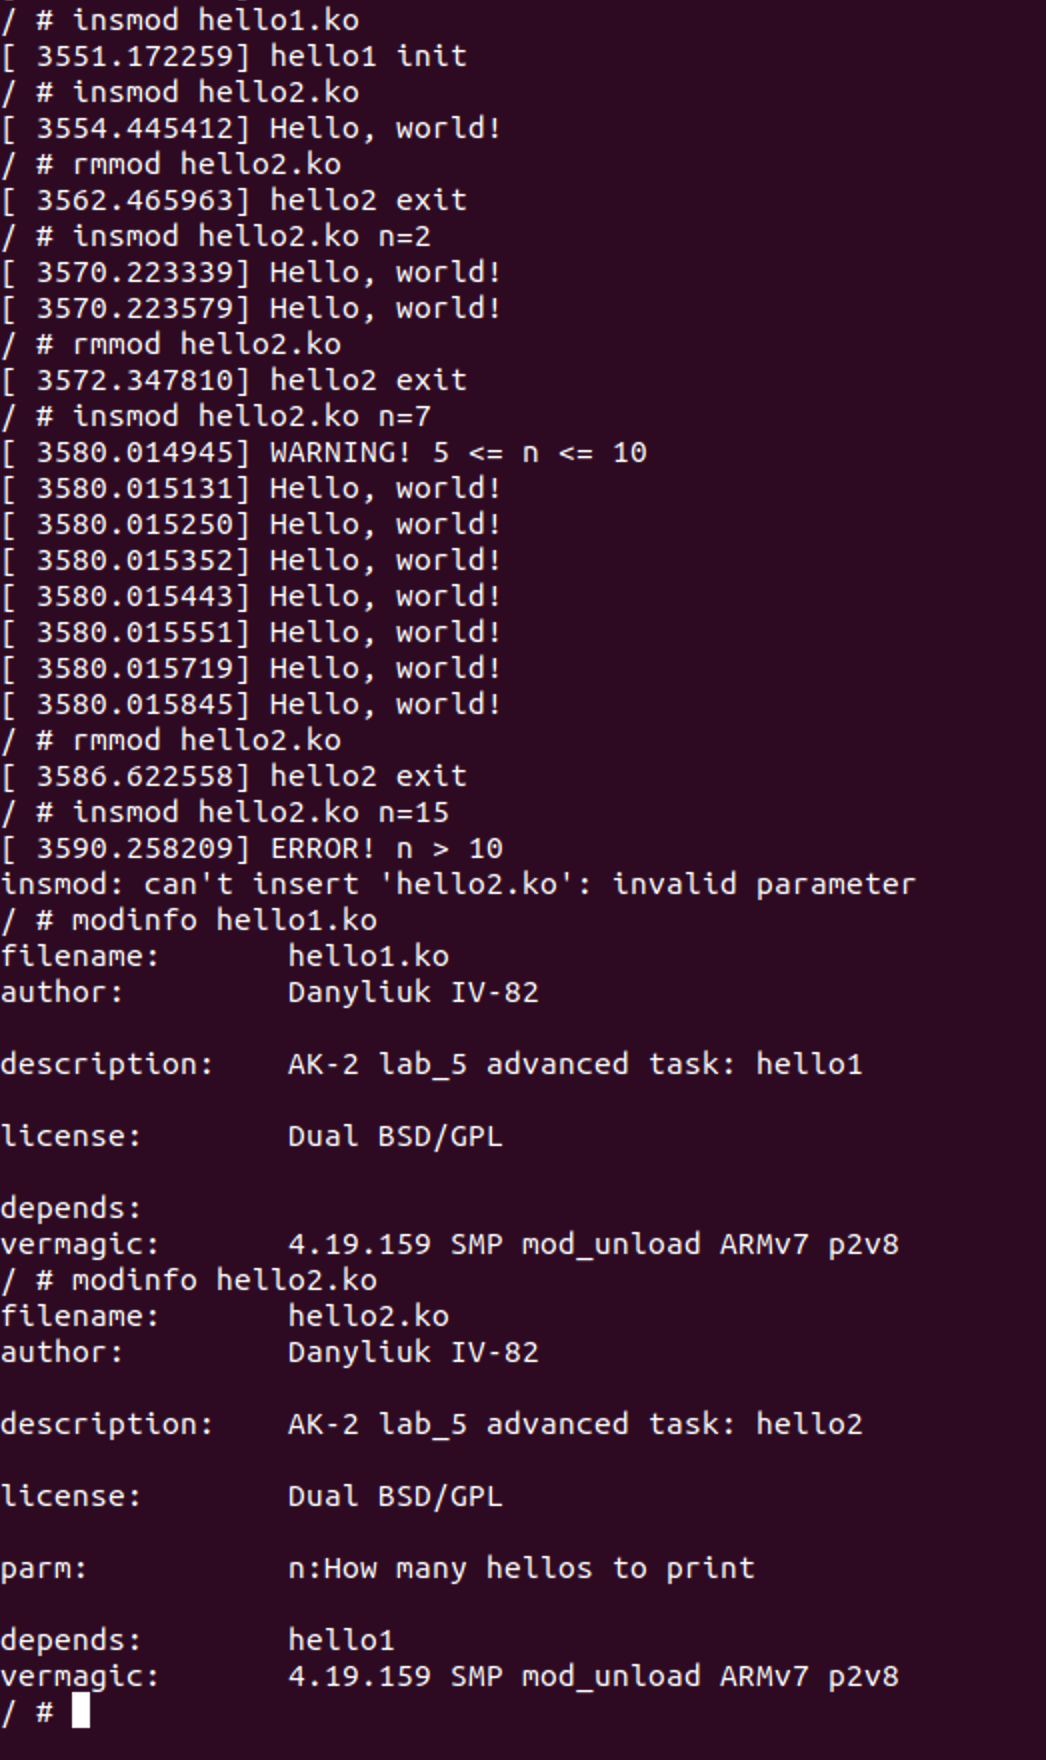 / # insmod hello1.ko
[ 3551.172259] hello1 init
/ # insmod hello2.ko
[ 3554.445412] Hello, world!
/ # rmmod hello2.ko
[ 3562.465963] hello2 exit
/ # insmod hello2.ko n=2
[ 3570.223339] Hello, world!
[ 3570.223579] Hello, world!
/ # rmmod hello2.ko
[ 3572.347810] hello2 exit
/ # insmod hello2.ko n=7
[ 3580.014945] WARNING! 5 <= n <= 10
[ 3580.015131] Hello, world!
[ 3580.015250] Hello, world!
[ 3580.015352] Hello, world!
[ 3580.015443] Hello, world!
[ 3580.015551] Hello, world!
[ 3580.015719] Hello, world!
[ 3580.015845] Hello, world!
/ # rmmod hello2.ko
[ 3586.622558] hello2 exit
/ # insmod hello2.ko n=15
[ 3590.258209] ERROR! n > 10
insmod: can't insert 'hello2.ko': invalid parameter
/ # modinfo hello1.ko
filename:       hello1.ko
author:         Danyliuk IV-82
description:    AK-2 lab_5 advanced task: hello1
license:        Dual BSD/GPL
depends:
vermagic:       4.19.159 SMP mod_unload ARMv7 p2v8
/ # modinfo hello2.ko
filename:       hello2.ko
author:         Danyliuk IV-82
description:    AK-2 lab_5 advanced task: hello2
license:        Dual BSD/GPL
parm:           n:How many hellos to print
depends:        hello1
vermagic:       4.19.159 SMP mod_unload ARMv7 p2v8
/ #